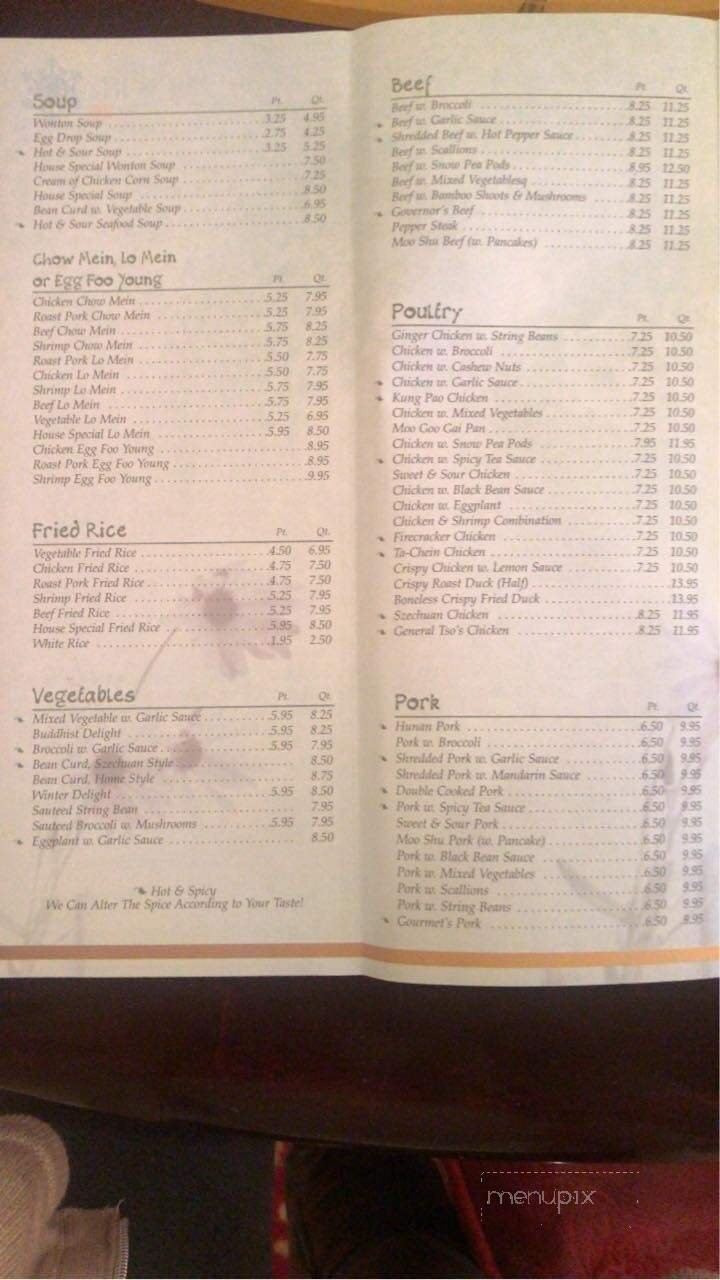 Soup Pt. Qt.
Wonton Soup 3.25 4.95
Egg Drop Soup 2.75 4.25
Hot & Sour Soup 3.25 5.25
House Special Wonton Soup 7.50
Cream of Chicken Corn Soup 7.25
House Special Soup 8.50
Bean Curd w. Vegetable Soup 6.95
Hot & Sour Seafood Soup 8.50
Chow Mein, Lo Mein
or Egg Foo Young Pt. Qt.
Chicken Chow Mein 5.25 7.95
Roast Pork Chow Mein 5.25 7.95
Beef Chow Mein 5.75 8.25
Shrimp Chow Mein 5.75 8.25
Roast Pork Lo Mein 5.50 7.75
Chicken Lo Mein 5.50 7.75
Shrimp Lo Mein 5.75 7.95
Beef Lo Mein 5.75 7.95
Vegetable Lo Mein 5.25 6.95
House Special Lo Mein 5.95 8.50
Chicken Egg Foo Young 8.95
Roast Pork Egg Foo Young 8.95
Shrimp Egg Foo Young 9.95
Fried Rice Pt. Qt.
Vegetable Fried Rice 4.50 6.95
Chicken Fried Rice 4.75 7.50
Roast Pork Fried Rice 4.75 7.50
Shrimp Fried Rice 5.25 7.95
Beef Fried Rice 5.25 7.95
House Special Fried Rice 5.95 8.50
White Rice 1.95 2.50
Vegetables Pt. Qt.
Mixed Vegetable w. Garlic Sauce 5.95 8.25
Buddhist Delight 5.95 8.25
Broccoli w. Garlic Sauce 5.95 7.95
Bean Curd, Szechuan Style 8.50
Bean Curd, Home Style 8.75
Winter Delight 5.95 8.50
Sauteed String Bean 7.95
Sauteed Broccoli w. Mushrooms 5.95 7.95
Eggplant w. Garlic Sauce 8.50
Hot & Spicy
We Can Alter The Spice According to Your Taste!
Beef Pt. Qt.
Beef w. Broccoli 8.25 11.25
Beef w. Garlic Sauce 8.25 11.25
Shredded Beef w. Hot Pepper Sauce 8.25 11.25
Beef w. Scallions 8.25 11.25
Beef w. Snow Pea Pods 8.95 12.50
Beef w. Mixed Vegetablesq 8.25 11.25
Beef w. Bamboo Shoots & Mushrooms 8.25 11.25
Governor's Beef 8.25 11.25
Pepper Steak 8.25 11.25
Moo Shu Beef (w. Pancakes) 8.25 11.25
Poultry Pt. Qt.
Ginger Chicken w. String Beans 7.25 10.50
Chicken w. Broccoli 7.25 10.50
Chicken w. Cashew Nuts 7.25 10.50
Chicken w. Garlic Sauce 7.25 10.50
Kung Pao Chicken 7.25 10.50
Chicken w. Mixed Vegetables 7.25 10.50
Moo Goo Gai Pan 7.25 10.50
Chicken w. Snow Pea Pods 7.95 11.95
Chicken w. Spicy Tea Sauce 7.25 10.50
Sweet & Sour Chicken 7.25 10.50
Chicken w. Black Bean Sauce 7.25 10.50
Chicken w. Eggplant 7.25 10.50
Chicken & Shrimp Combination 7.25 10.50
Firecracker Chicken 7.25 10.50
Ta-Chein Chicken 7.25 10.50
Crispy Chicken w. Lemon Sauce 7.25 10.50
Crispy Roast Duck (Half) 13.95
Boneless Crispy Fried Duck 13.95
Szechuan Chicken 8.25 11.95
General Tso's Chicken 8.25 11.95
Pork Pt. Qt.
Hunan Pork 6.50 9.95
Pork w. Broccoli 6.50 9.95
Shredded Pork w. Garlic Sauce 6.50 9.95
Shredded Pork w. Mandarin Sauce 6.50 9.95
Double Cooked Pork 6.50 9.95
Pork w. Spicy Tea Sauce 6.50 9.95
Sweet & Sour Pork 6.50 9.95
Moo Shu Pork (w. Pancake) 6.50 9.95
Pork w. Black Bean Sauce 6.50 9.95
Pork w. Mixed Vegetables 6.50 9.95
Pork w. Scallions 6.50 9.95
Pork w. String Beans 6.50 9.95
Gourmet's Pork 6.50 9.95
menupix